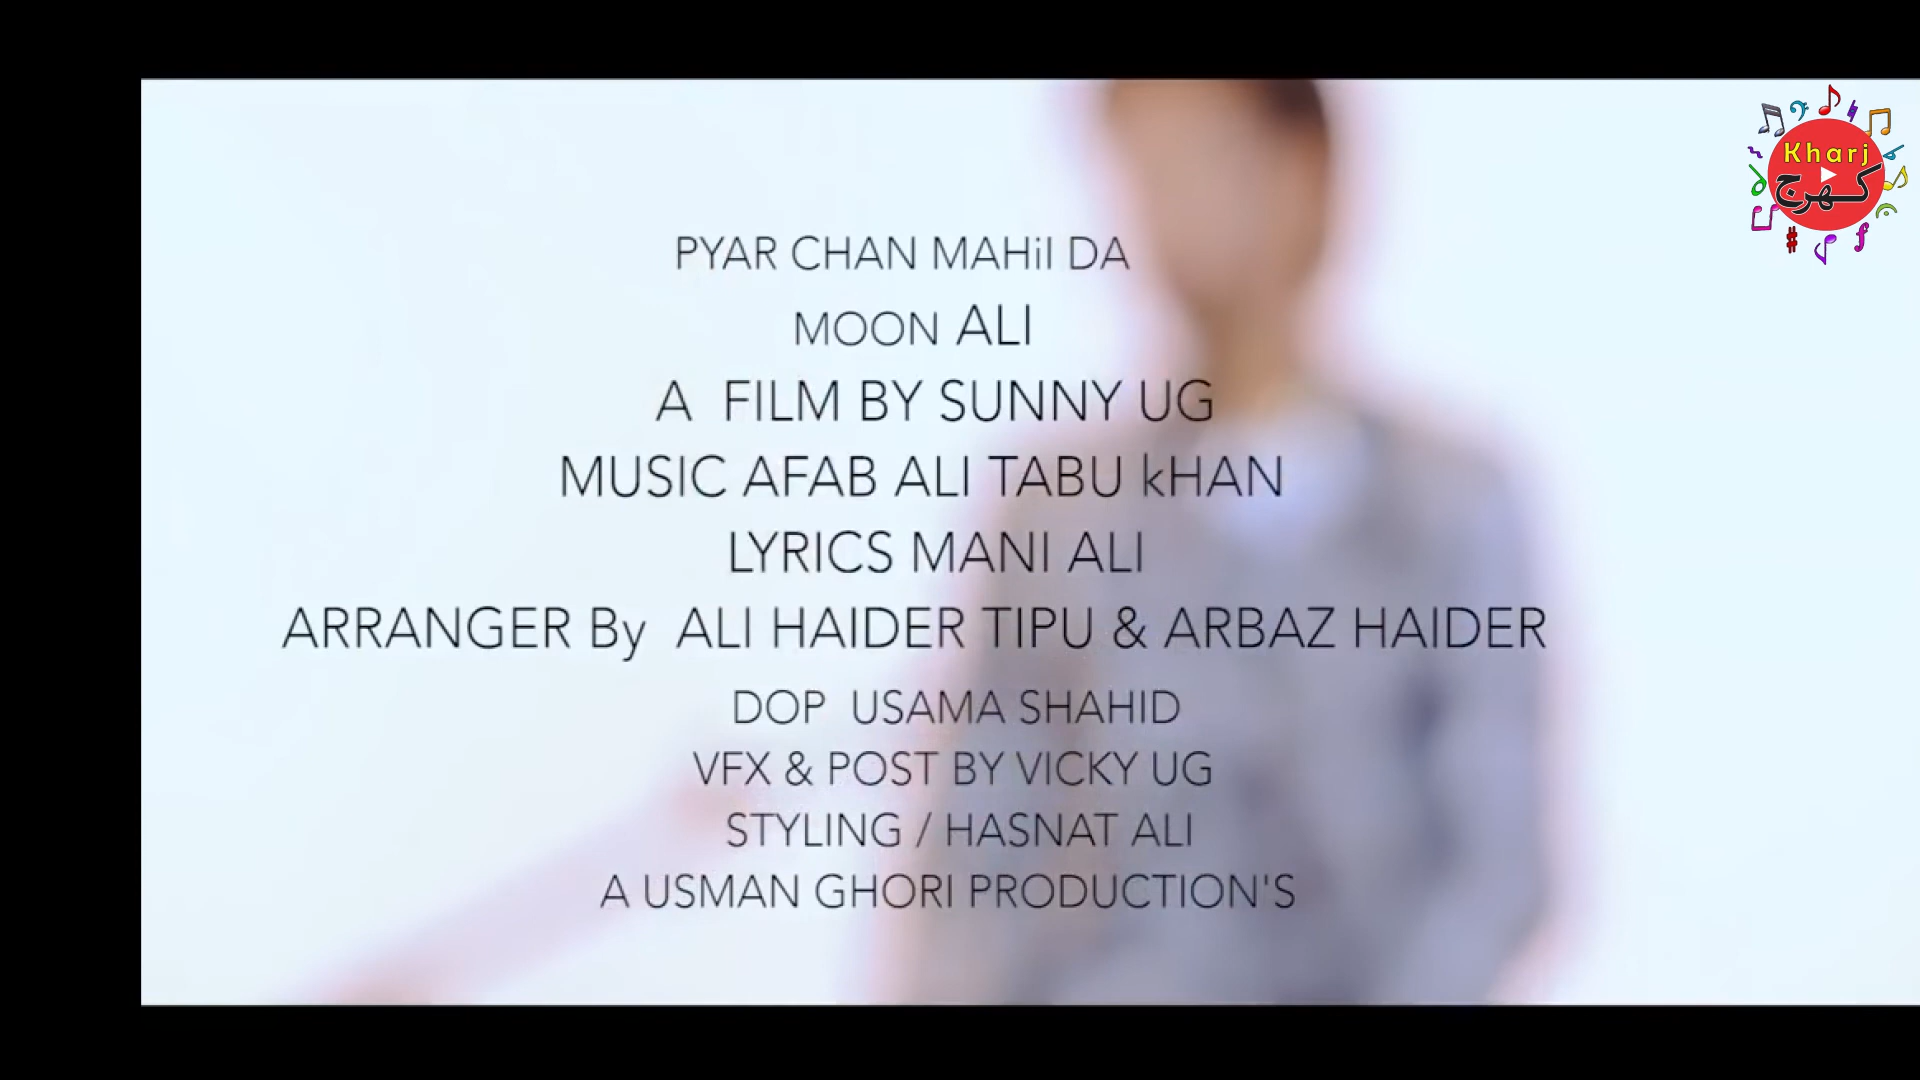 Kharj
کھرج
PYAR CHAN MAHil DA
MOON ALI
A FILM BY SUNNY UG
MUSIC AFAB ALI TABU kHAN
LYRICS MANI ALI
ARRANGER By ALI HAIDER TIPU & ARBAZ HAIDER
DOP USAMA SHAHID
VFX & POST BY VICKY UG
STYLING / HASNAT ALI
A USMAN GHORI PRODUCTION'S